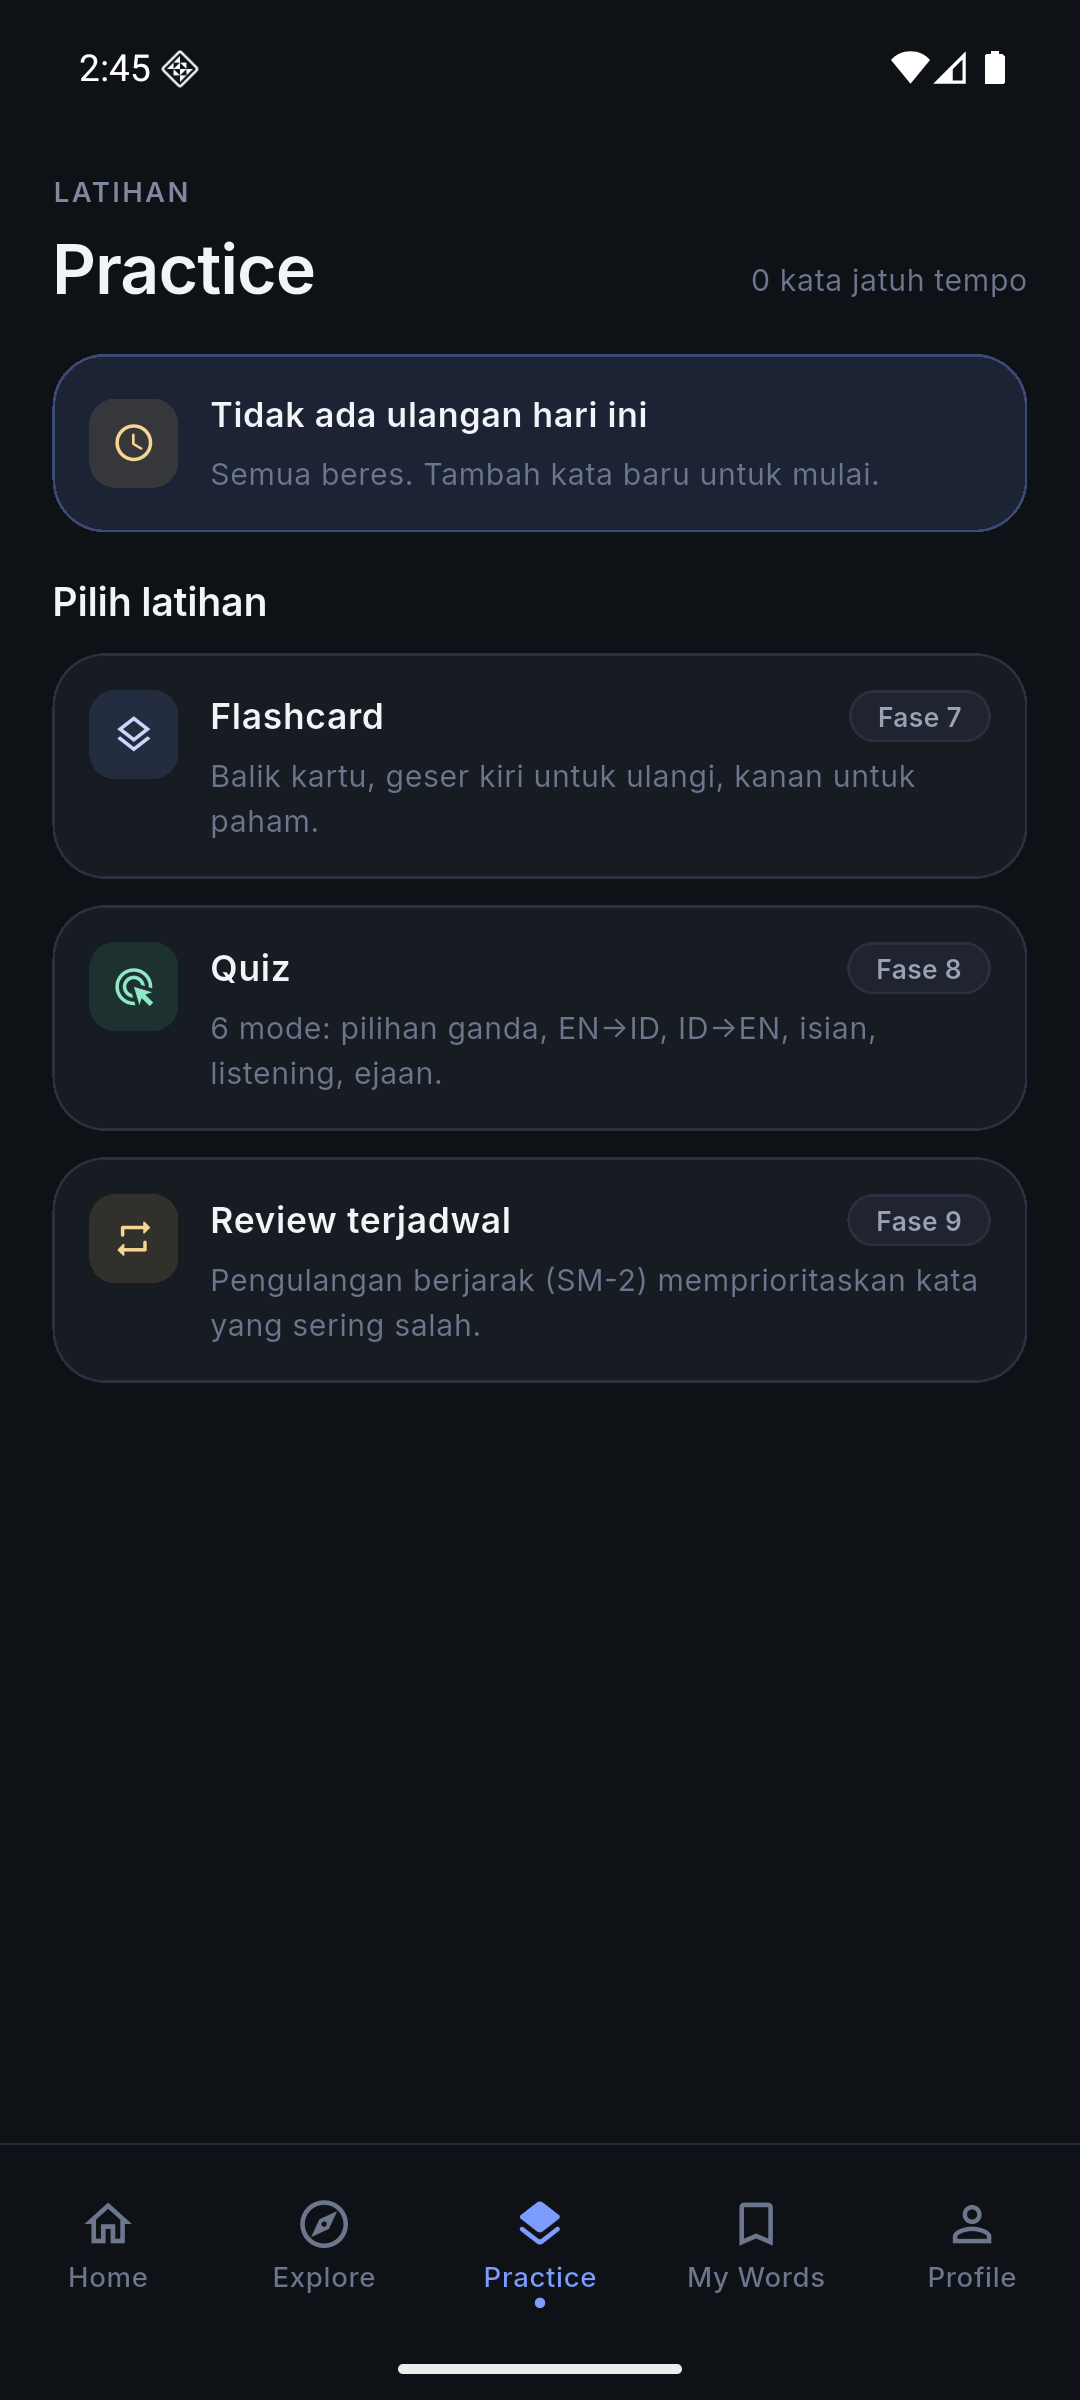 2:45
LATIHAN
Practice
0 kata jatuh tempo
Tidak ada ulangan hari ini
Semua beres. Tambah kata baru untuk mulai.
Pilih latihan
Flashcard
Fase 7
Balik kartu, geser kiri untuk ulangi, kanan untuk
paham.
Quiz
Fase 8
6 mode: pilihan ganda, EN→ID, ID→EN, isian,
listening, ejaan.
Review terjadwal
Fase 9
Pengulangan berjarak (SM-2) memprioritaskan kata
yang sering salah.
Home
Explore
Practice
My Words
Profile